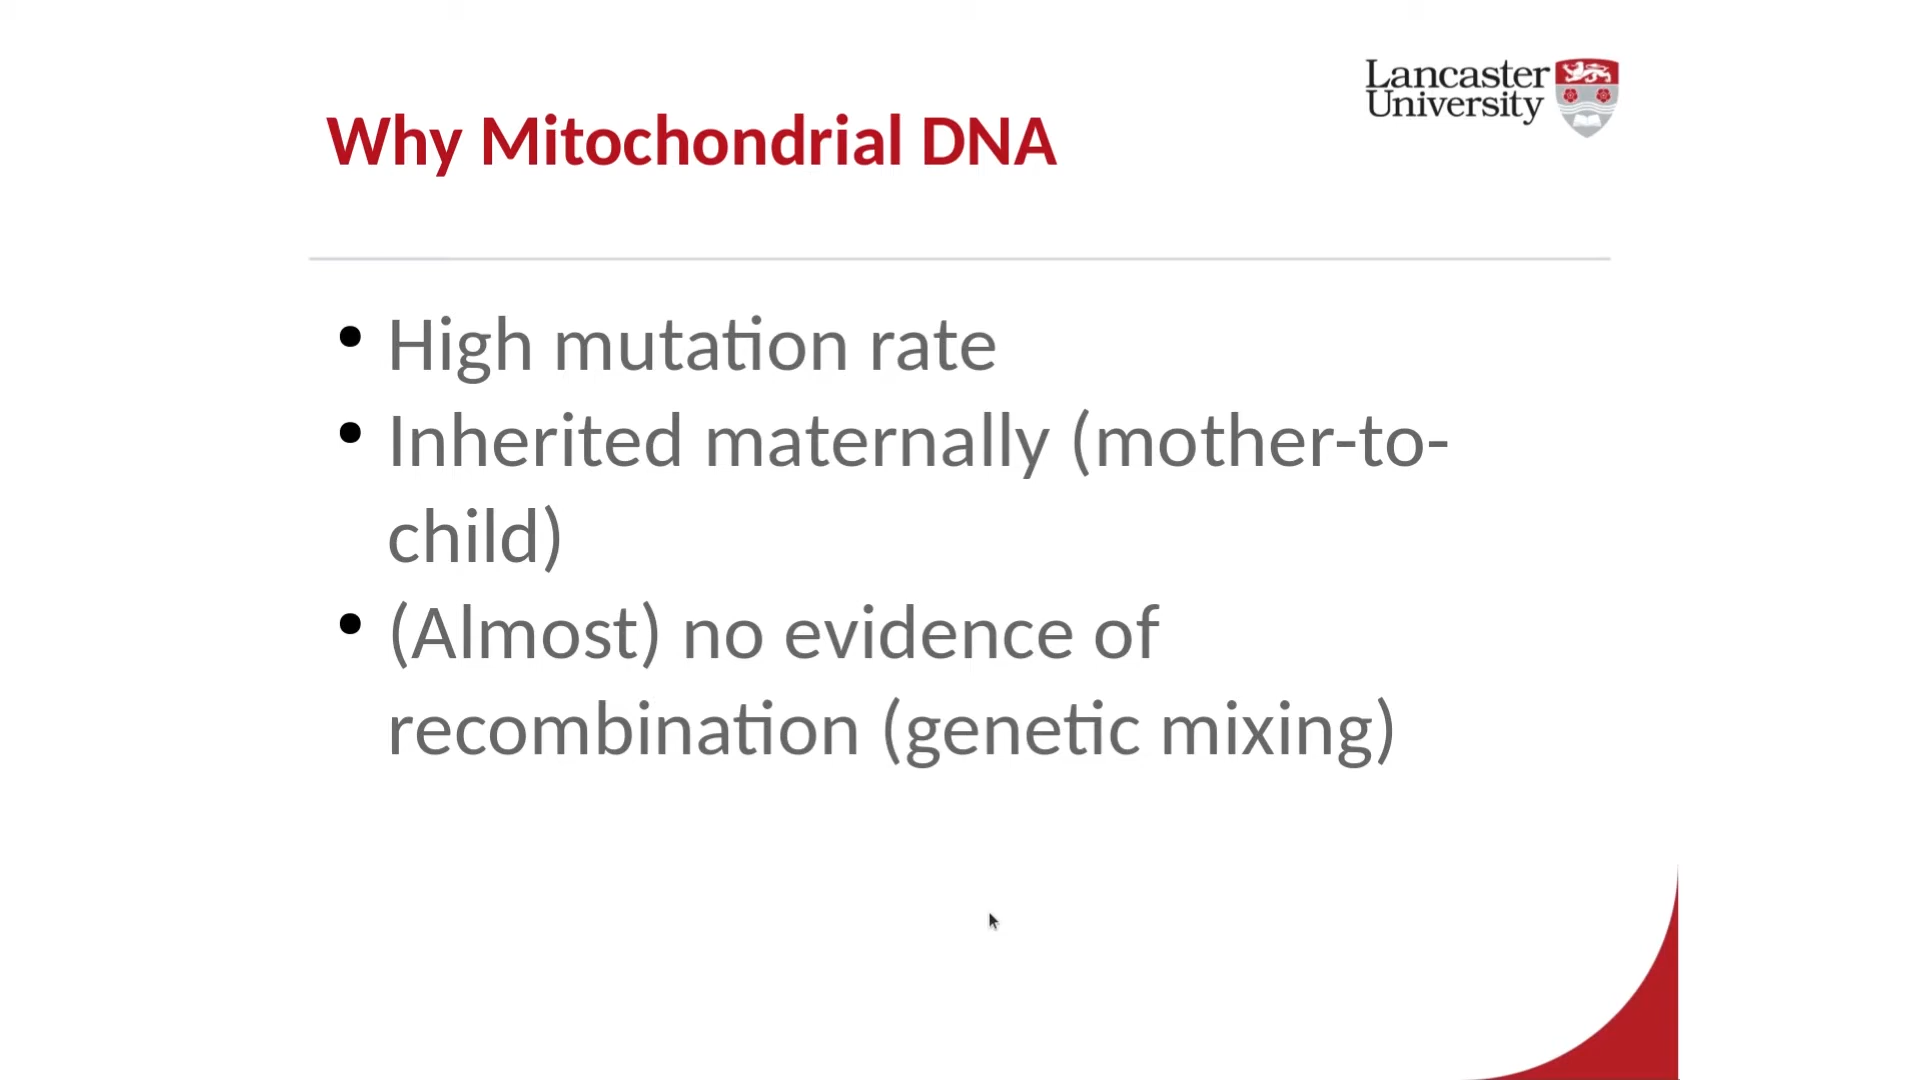 Lancaster
University
Why Mitochondrial DNA
• High mutation rate
• Inherited maternally (mother-to-
child)
• (Almost) no evidence of
recombination (genetic mixing)